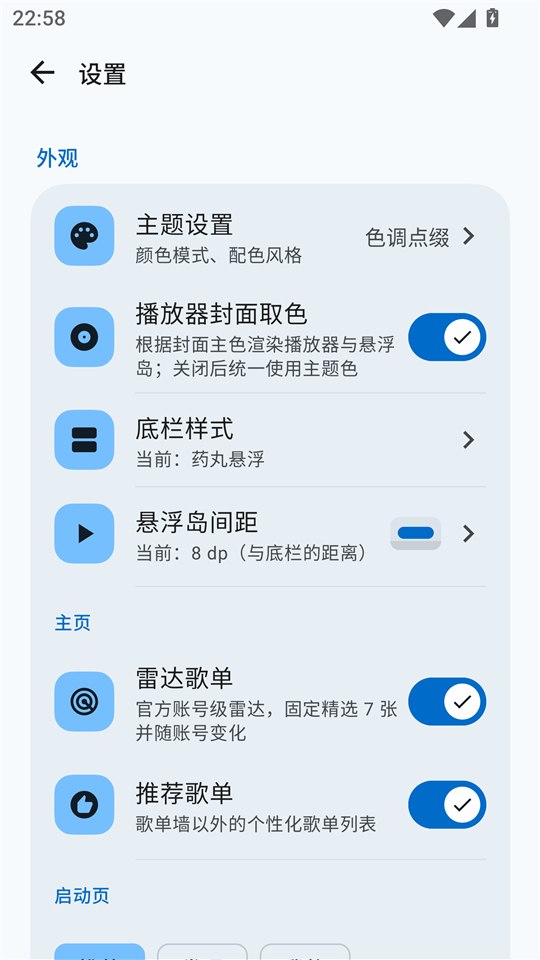 22:58
设置
外观
主题设置
颜色模式、配色风格
色调点缀
播放器封面取色
根据封面主色渲染播放器与悬浮
岛；关闭后统一使用主题色
底栏样式
当前：药丸悬浮
悬浮岛间距
当前：8 dp（与底栏的距离）
主页
雷达歌单
官方账号级雷达，固定精选 7 张
并随账号变化
推荐歌单
歌单墙以外的个性化歌单列表
启动页